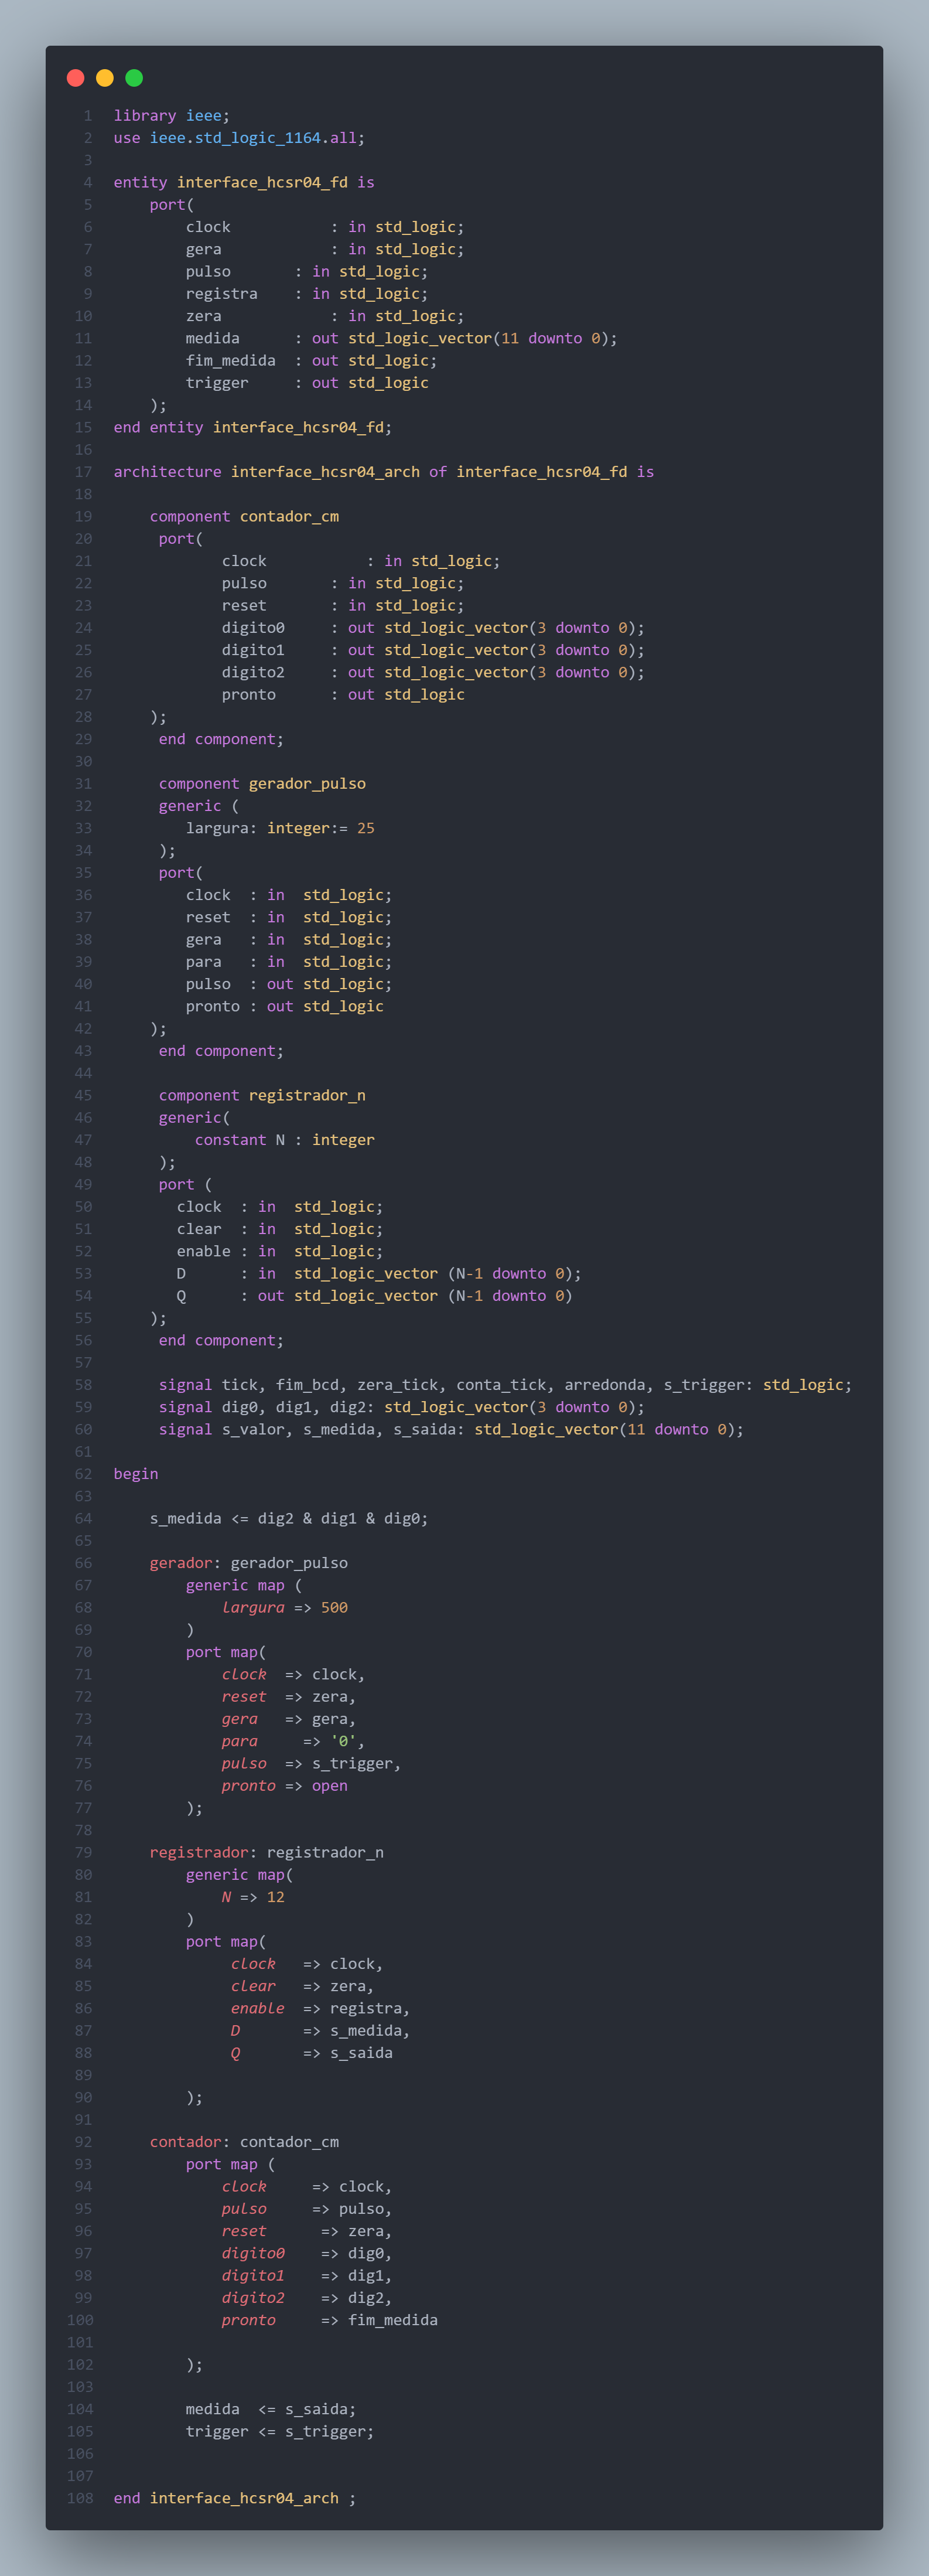 1 library ieee;
2 use ieee.std_logic_1164.all;
3
4 entity interface_hcsr04_fd is
5     port(
6         clock           : in std_logic;
7         gera            : in std_logic;
8         pulso       : in std_logic;
9         registra    : in std_logic;
10         zera            : in std_logic;
11         medida      : out std_logic_vector(11 downto 0);
12         fim_medida  : out std_logic;
13         trigger     : out std_logic
14     );
15 end entity interface_hcsr04_fd;
16
17 architecture interface_hcsr04_arch of interface_hcsr04_fd is
18
19     component contador_cm
20      port(
21             clock           : in std_logic;
22             pulso       : in std_logic;
23             reset       : in std_logic;
24             digito0     : out std_logic_vector(3 downto 0);
25             digito1     : out std_logic_vector(3 downto 0);
26             digito2     : out std_logic_vector(3 downto 0);
27             pronto      : out std_logic
28     );
29      end component;
30
31      component gerador_pulso
32      generic (
33         largura: integer:= 25
34      );
35      port(
36         clock  : in  std_logic;
37         reset  : in  std_logic;
38         gera   : in  std_logic;
39         para   : in  std_logic;
40         pulso  : out std_logic;
41         pronto : out std_logic
42     );
43      end component;
44
45      component registrador_n
46      generic(
47          constant N : integer
48      );
49      port (
50        clock  : in  std_logic;
51        clear  : in  std_logic;
52        enable : in  std_logic;
53        D      : in  std_logic_vector (N-1 downto 0);
54        Q      : out std_logic_vector (N-1 downto 0)
55     );
56      end component;
57
58      signal tick, fim_bcd, zera_tick, conta_tick, arredonda, s_trigger: std_logic;
59      signal dig0, dig1, dig2: std_logic_vector(3 downto 0);
60      signal s_valor, s_medida, s_saida: std_logic_vector(11 downto 0);
61
62 begin
63
64     s_medida <= dig2 & dig1 & dig0;
65
66     gerador: gerador_pulso
67         generic map (
68             largura => 500
69         )
70         port map(
71             clock  => clock,
72             reset  => zera,
73             gera   => gera,
74             para     => '0',
75             pulso  => s_trigger,
76             pronto => open
77         );
78
79     registrador: registrador_n
80         generic map(
81             N => 12
82         )
83         port map(
84              clock   => clock,
85              clear   => zera,
86              enable  => registra,
87              D       => s_medida,
88              Q       => s_saida
89
90         );
91
92     contador: contador_cm
93         port map (
94             clock     => clock,
95             pulso     => pulso,
96             reset      => zera,
97             digito0    => dig0,
98             digito1    => dig1,
99             digito2    => dig2,
100             pronto     => fim_medida
101
102         );
103
104         medida  <= s_saida;
105         trigger <= s_trigger;
106
107
108 end interface_hcsr04_arch ;